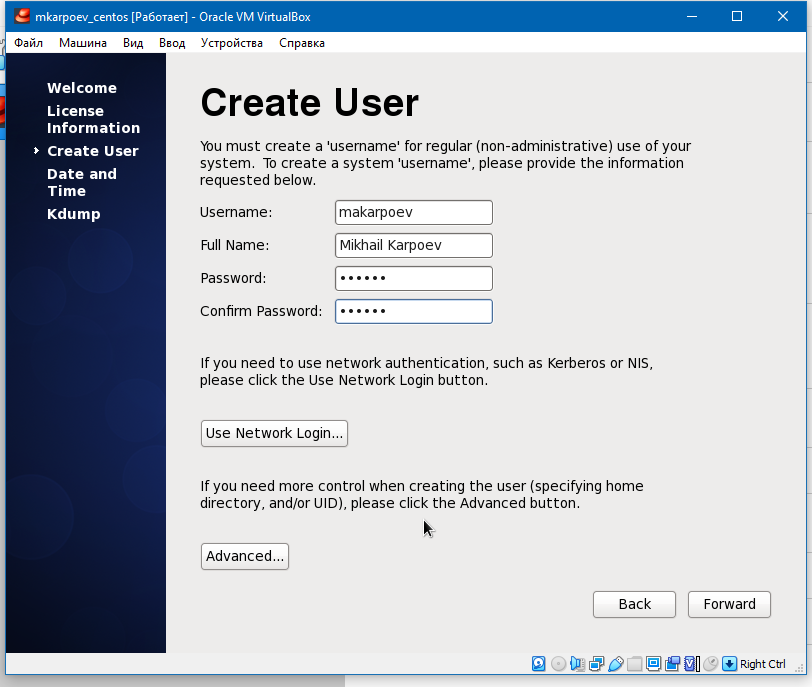 mkarpoev_centos [Работает] - Oracle VM VirtualBox
Файл Машина Вид Ввод Устройства Справка
Welcome
License
Information
Create User
Date and
Time
Kdump
Create User
You must create a 'username' for regular (non-administrative) use of your
system.  To create a system 'username', please provide the information
requested below.
Username: makarpoev
Full Name: Mikhail Karpoev
Password: ••••••
Confirm Password: ••••••
If you need to use network authentication, such as Kerberos or NIS,
please click the Use Network Login button.
Use Network Login...
If you need more control when creating the user (specifying home
directory, and/or UID), please click the Advanced button.
Advanced...
Back Forward
Right Ctrl